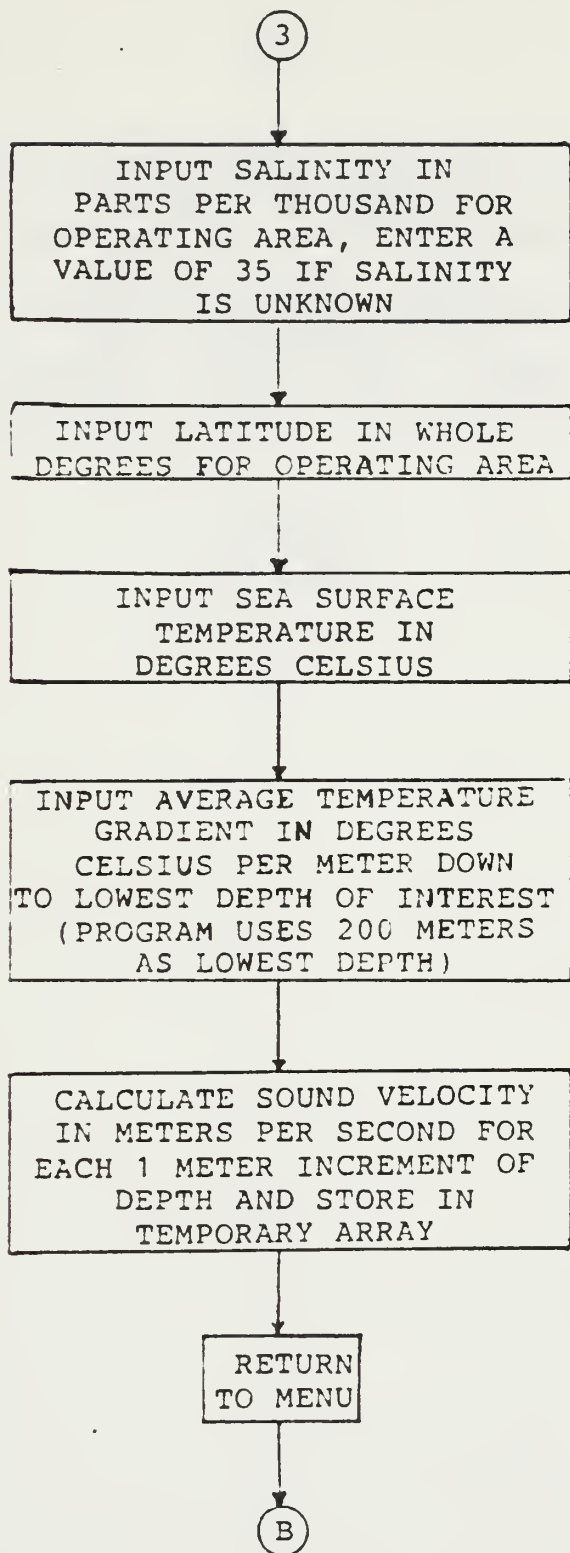 3
INPUT SALINITY IN
PARTS PER THOUSAND FOR
OPERATING AREA, ENTER A
VALUE OF 35 IF SALINITY
IS UNKNOWN
INPUT LATITUDE IN WHOLE
DEGREES FOR OPERATING AREA
INPUT SEA SURFACE
TEMPERATURE IN
DEGREES CELSIUS
INPUT AVERAGE TEMPERATURE
GRADIENT IN DEGREES
CELSIUS PER METER DOWN
TO LOWEST DEPTH OF INTEREST
(PROGRAM USES 200 METERS
AS LOWEST DEPTH)
CALCULATE SOUND VELOCITY
IN METERS PER SECOND FOR
EACH 1 METER INCREMENT OF
DEPTH AND STORE IN
TEMPORARY ARRAY
RETURN
TO MENU
B